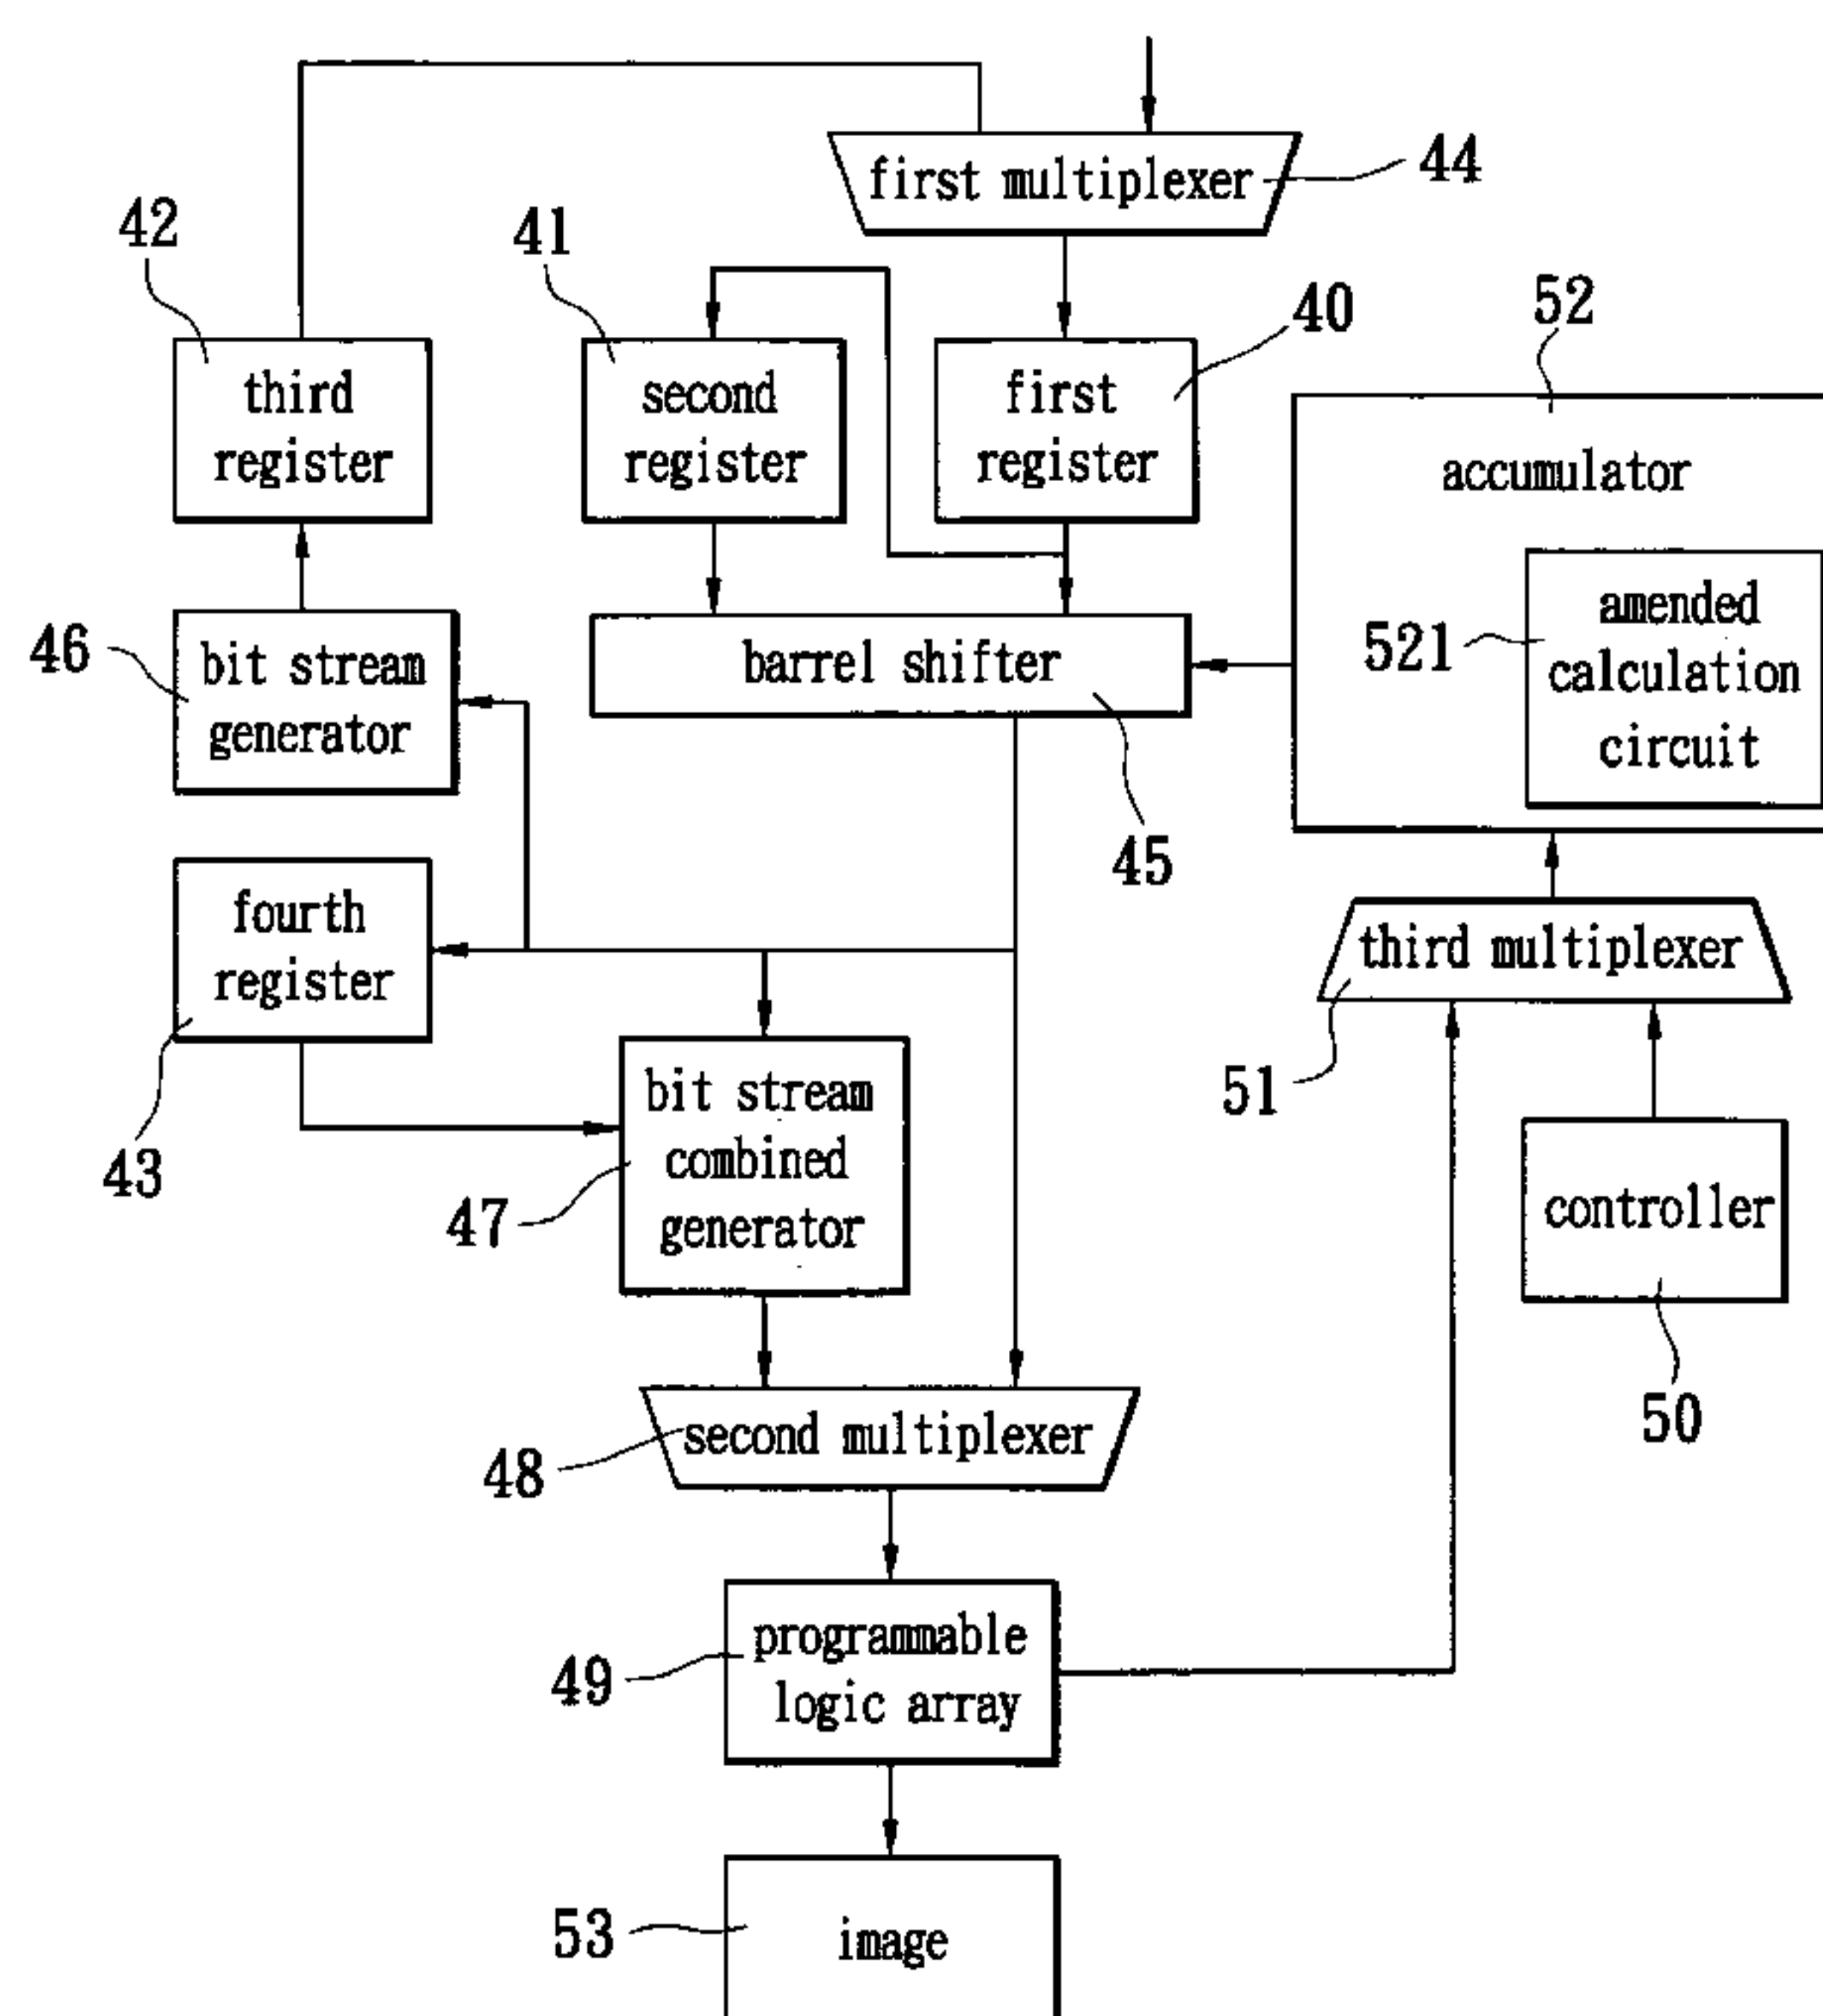 first multiplexer
44
42
41
40
52
third
register
second
register
first
register
accumulator
46
bit stream
generator
barrel shifter
521
amended
calculation
circuit
45
fourth
register
third multiplexer
51
43
bit stream
combined
generator
47
controller
50
second multiplexer
48
programmable
logic array
49
53
image